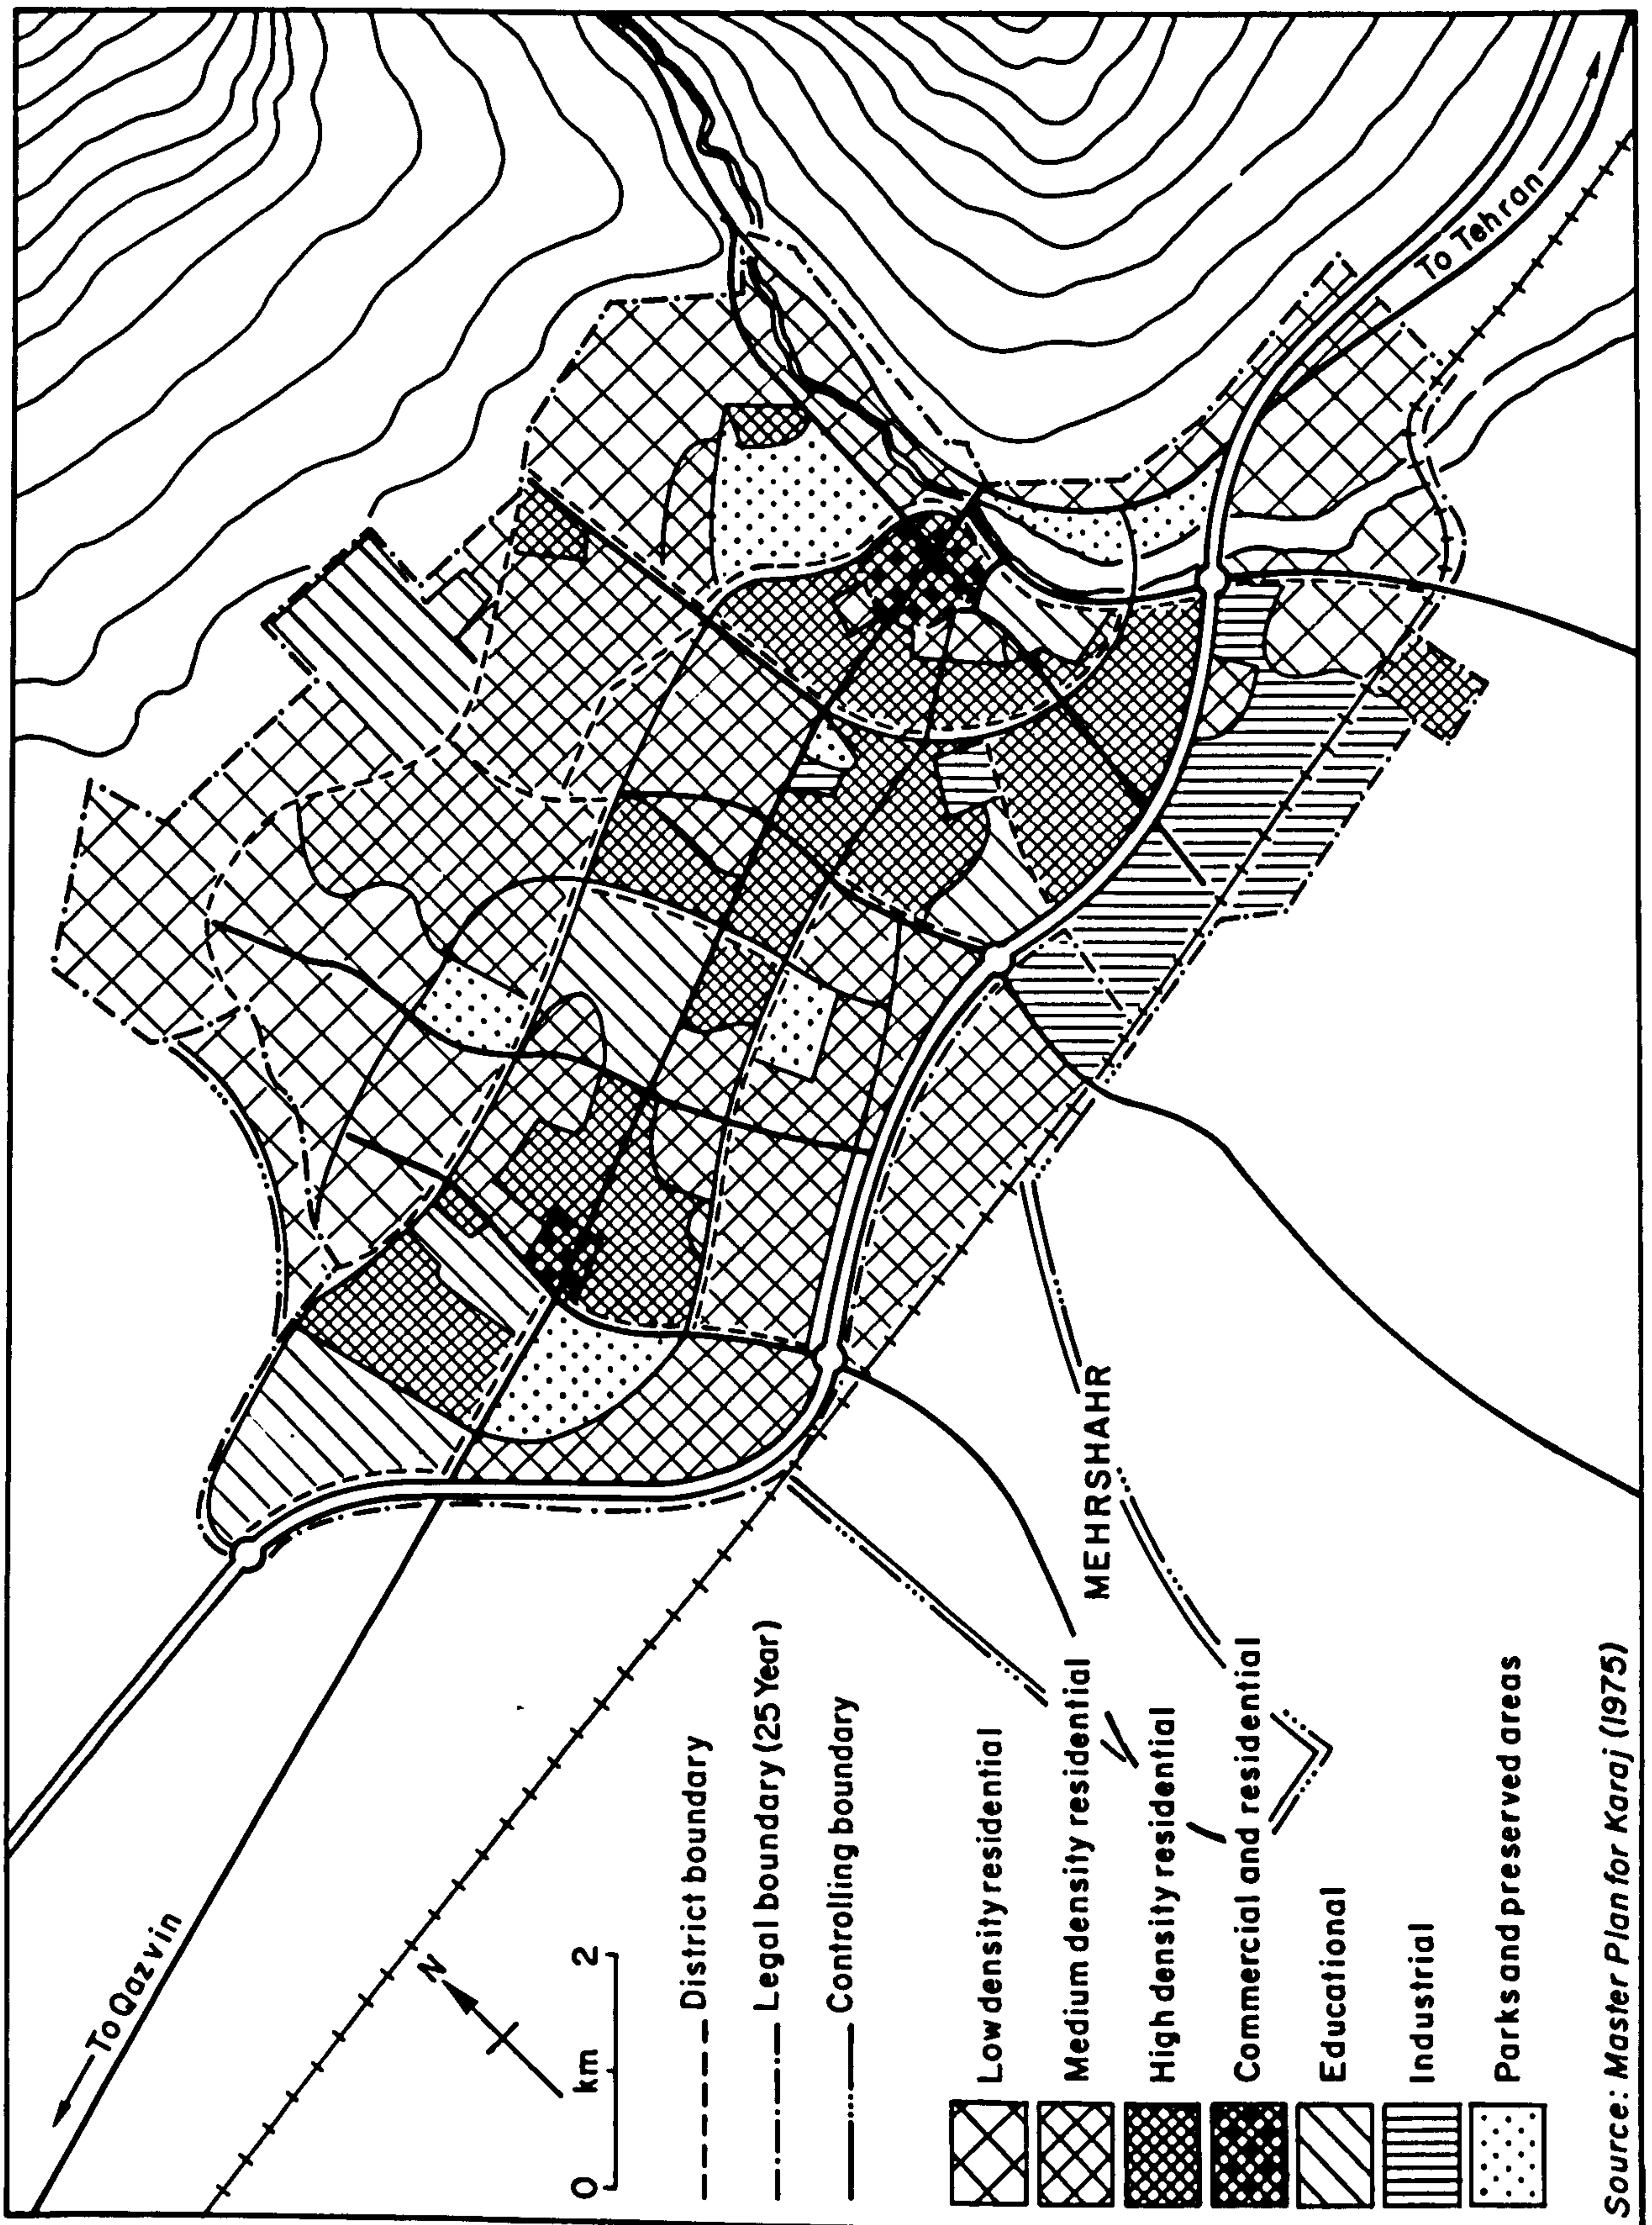 To Qazvin
To Tehran
N
0 km 2
District boundary
Legal boundary (25 Year)
Controlling boundary
MEHRSHAHR
Low density residential
Medium density residential
High density residential
Commercial and residential
Educational
Industrial
Parks and preserved areas
Source: Master Plan for Karaj (1975)